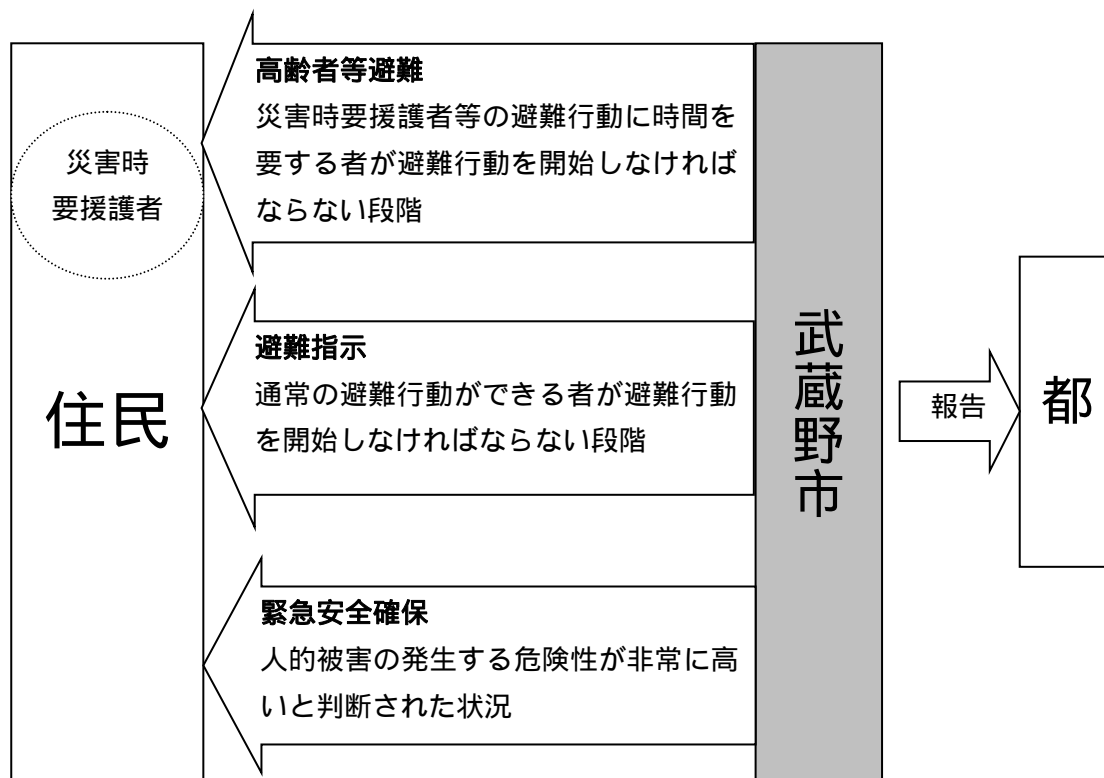 高齢者等避難
災害時要援護者等の避難行動に時間を
要する者が避難行動を開始しなければ
ならない段階
災害時
要援護者
避難指示
通常の避難行動ができる者が避難行動
を開始しなければならない段階
住民
武蔵野市
報告
都
緊急安全確保
人的被害の発生する危険性が非常に高
いと判断された状況